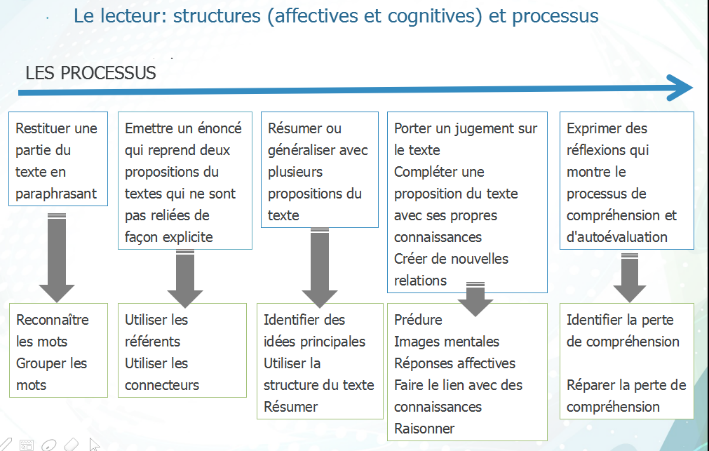 Le lecteur: structures (affectives et cognitives) et processus
LES PROCESSUS
Restituer une
partie du
texte en
paraphrasant
Emettre un énoncé
qui reprend deux
propositions du
textes qui ne sont
pas reliées de
façon explicite
Résumer ou
généraliser avec
plusieurs
propositions du
texte
Porter un jugement sur
le texte
Compléter une
proposition du texte
avec ses propres
connaissances
Créer de nouvelles
relations
Exprimer des
réflexions qui
montre le
processus de
compréhension et
d'autoévaluation
Reconnaître
les mots
Grouper les
mots
Utiliser les
référents
Utiliser les
connecteurs
Identifier des
idées principales
Utiliser la
structure du texte
Résumer
Prédure
Images mentales
Réponses affectives
Faire le lien avec des
connaissances
Raisonner
Identifier la perte
de compréhension
Réparer la perte de
compréhension